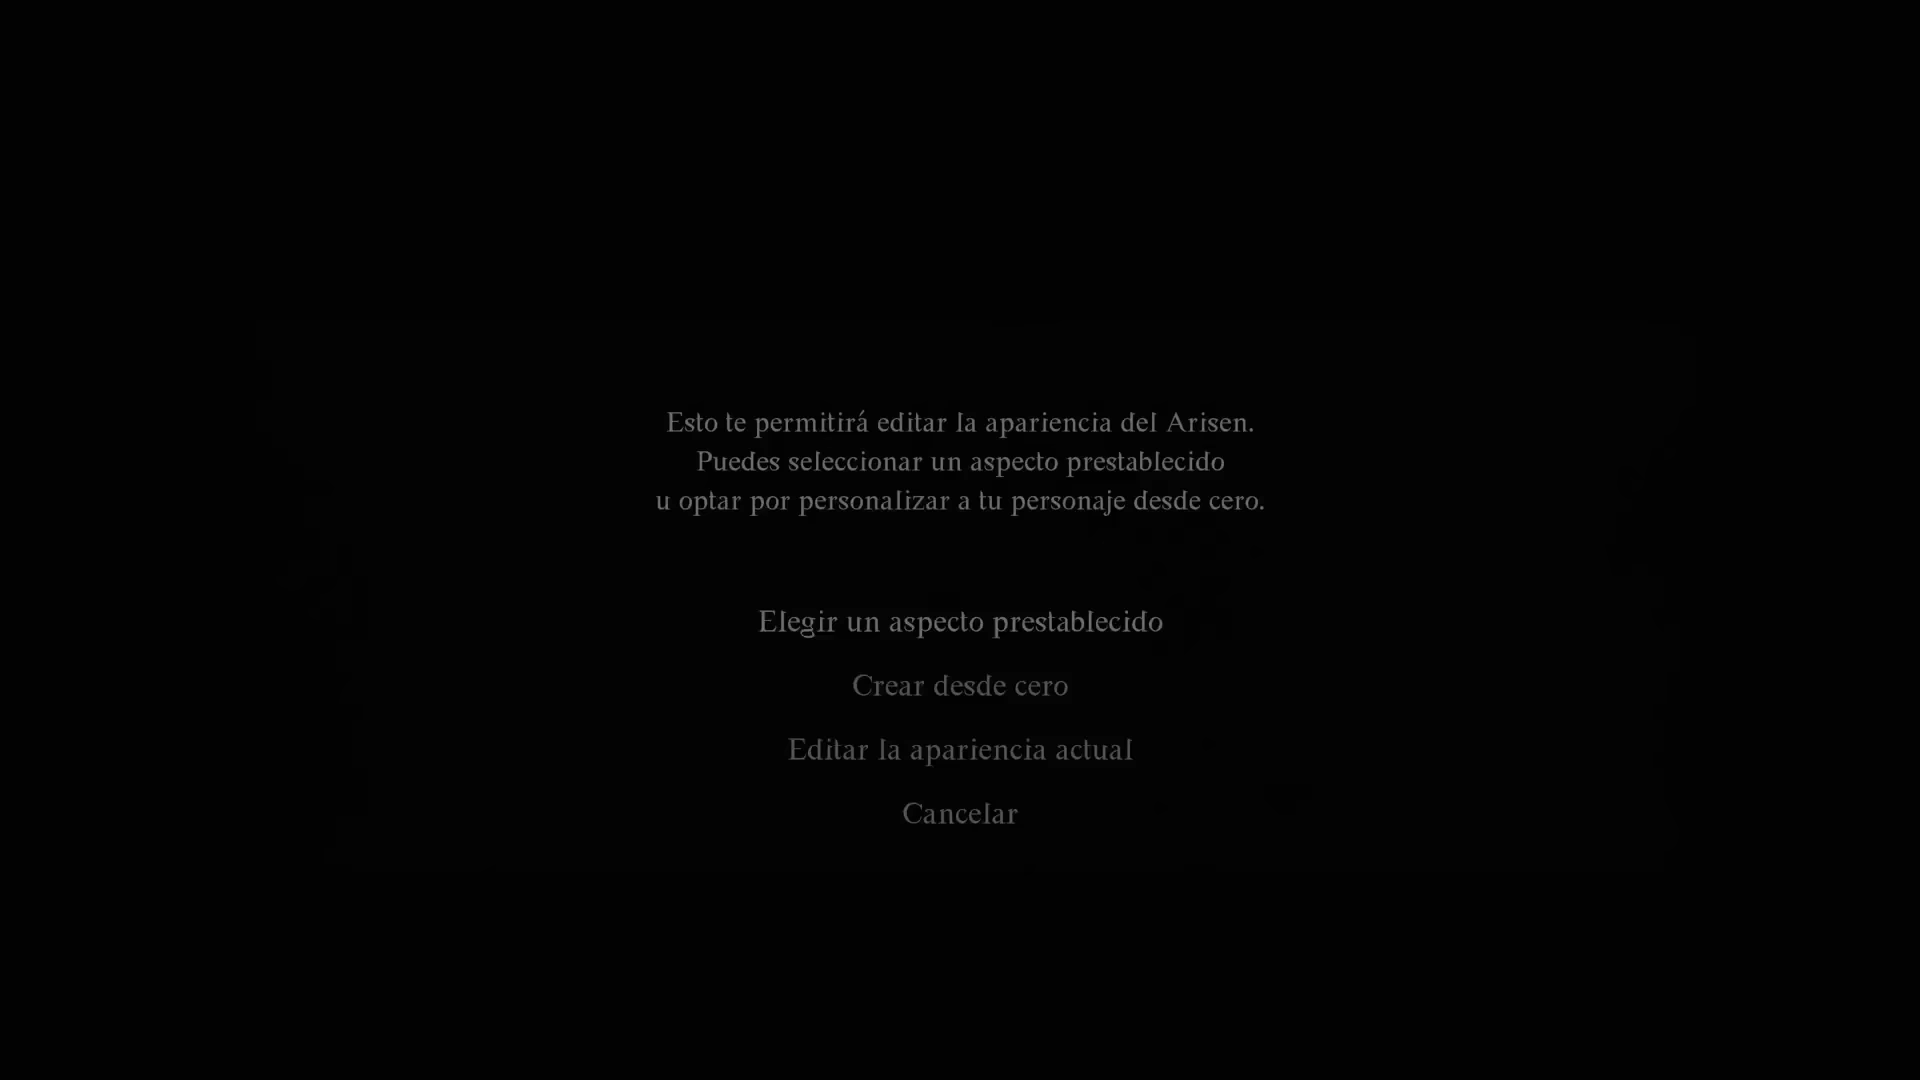 Esto te permitirá editar la apariencia del Arisen.
Puedes seleccionar un aspecto prestablecido
u optar por personalizar a tu personaje desde cero.
Elegir un aspecto prestablecido
Crear desde cero
Editar la apariencia actual
Cancelar